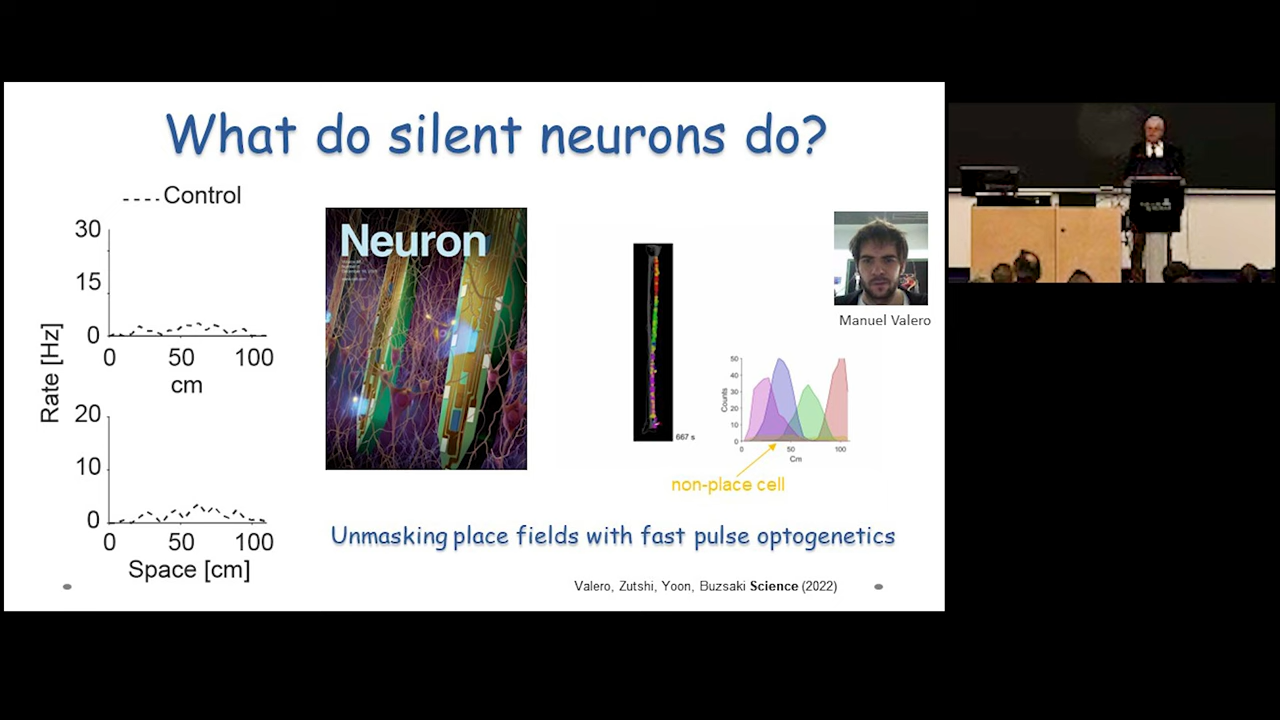 What do silent neurons do?
---- Control
30
15
0
0 50 100
cm
Rate [Hz]
20
10
0
0 50 100
Space [cm]
Neuron
667 s
Manuel Valero
Counts
50
40
30
20
10
0
0 50 100
Cm
non-place cell
Unmasking place fields with fast pulse optogenetics
Valero, Zutshi, Yoon, Buzsaki Science (2022)